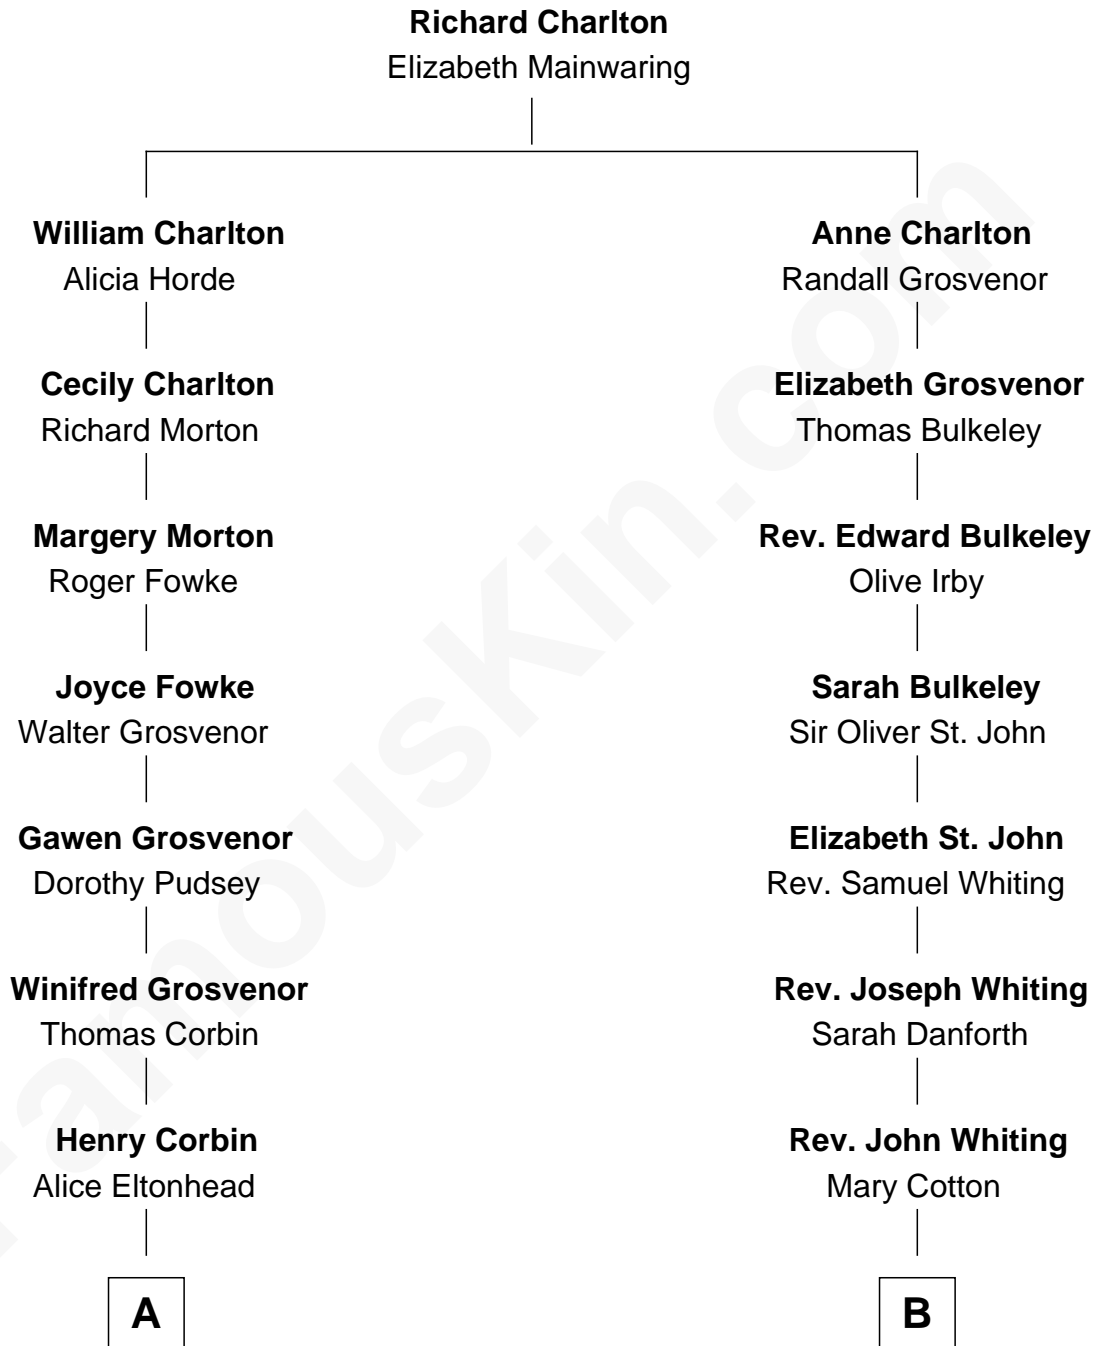 Richard Charlton
Elizabeth Mainwaring
William Charlton
Alicia Horde
Cecily Charlton
Richard Morton
Margery Morton
Roger Fowke
Joyce Fowke
Walter Grosvenor
Gawen Grosvenor
Dorothy Pudsey
Winifred Grosvenor
Thomas Corbin
Henry Corbin
Alice Eltonhead
A
Anne Charlton
Randall Grosvenor
Elizabeth Grosvenor
Thomas Bulkeley
Rev. Edward Bulkeley
Olive Irby
Sarah Bulkeley
Sir Oliver St. John
Elizabeth St. John
Rev. Samuel Whiting
Rev. Joseph Whiting
Sarah Danforth
Rev. John Whiting
Mary Cotton
B
FamousKin.com